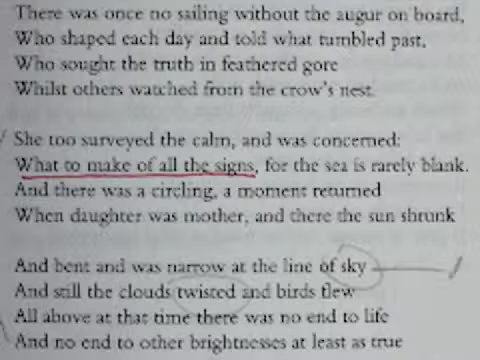 There was once no sailing without the augur on board,
Who shaped each day and told what tumbled past,
Who sought the truth in feathered gore
Whilst others watched from the crow's nest.
She too surveyed the calm, and was concerned:
What to make of all the signs, for the sea is rarely blank.
And there was a circling, a moment returned
When daughter was mother, and there the sun shrunk
And bent and was narrow at the line of sky
And still the clouds twisted and birds flew
All above at that time there was no end to life
And no end to other brightnesses at least as true